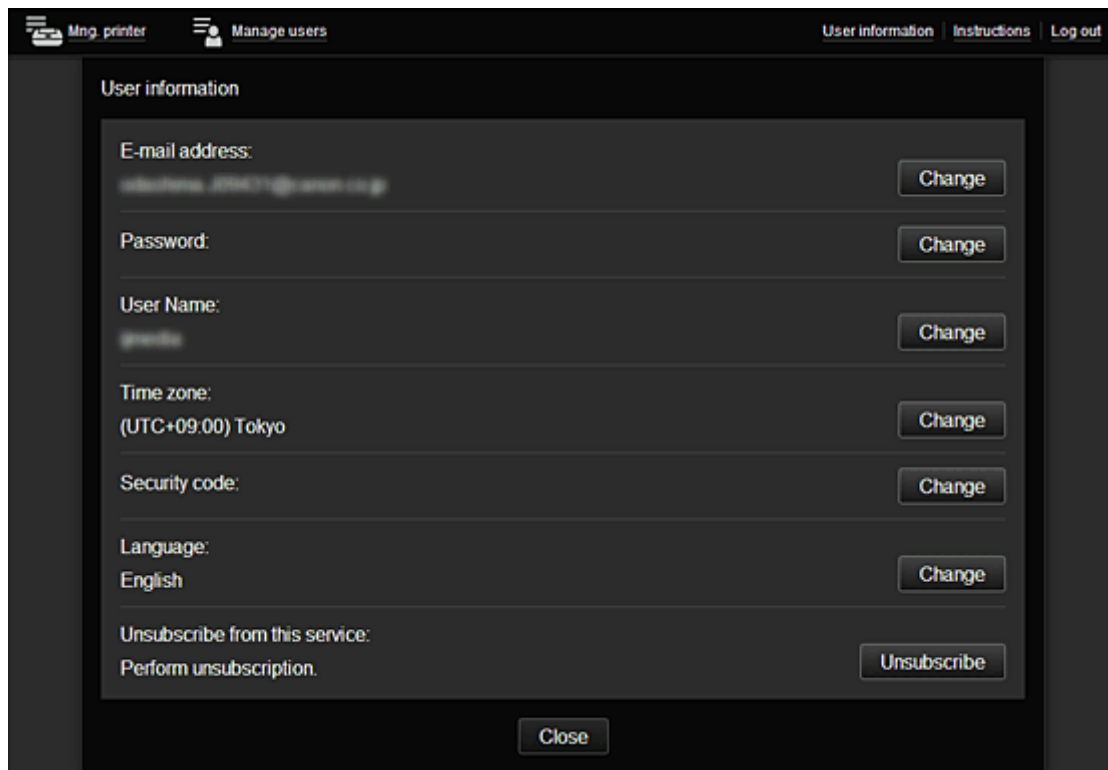 Mng. printer
Manage users
User information
Instructions
Log out
User information
E-mail address:
Change
Password:
Change
User Name:
Change
Time zone:
(UTC+09:00) Tokyo
Change
Security code:
Change
Language:
English
Change
Unsubscribe from this service:
Perform unsubscription.
Unsubscribe
Close